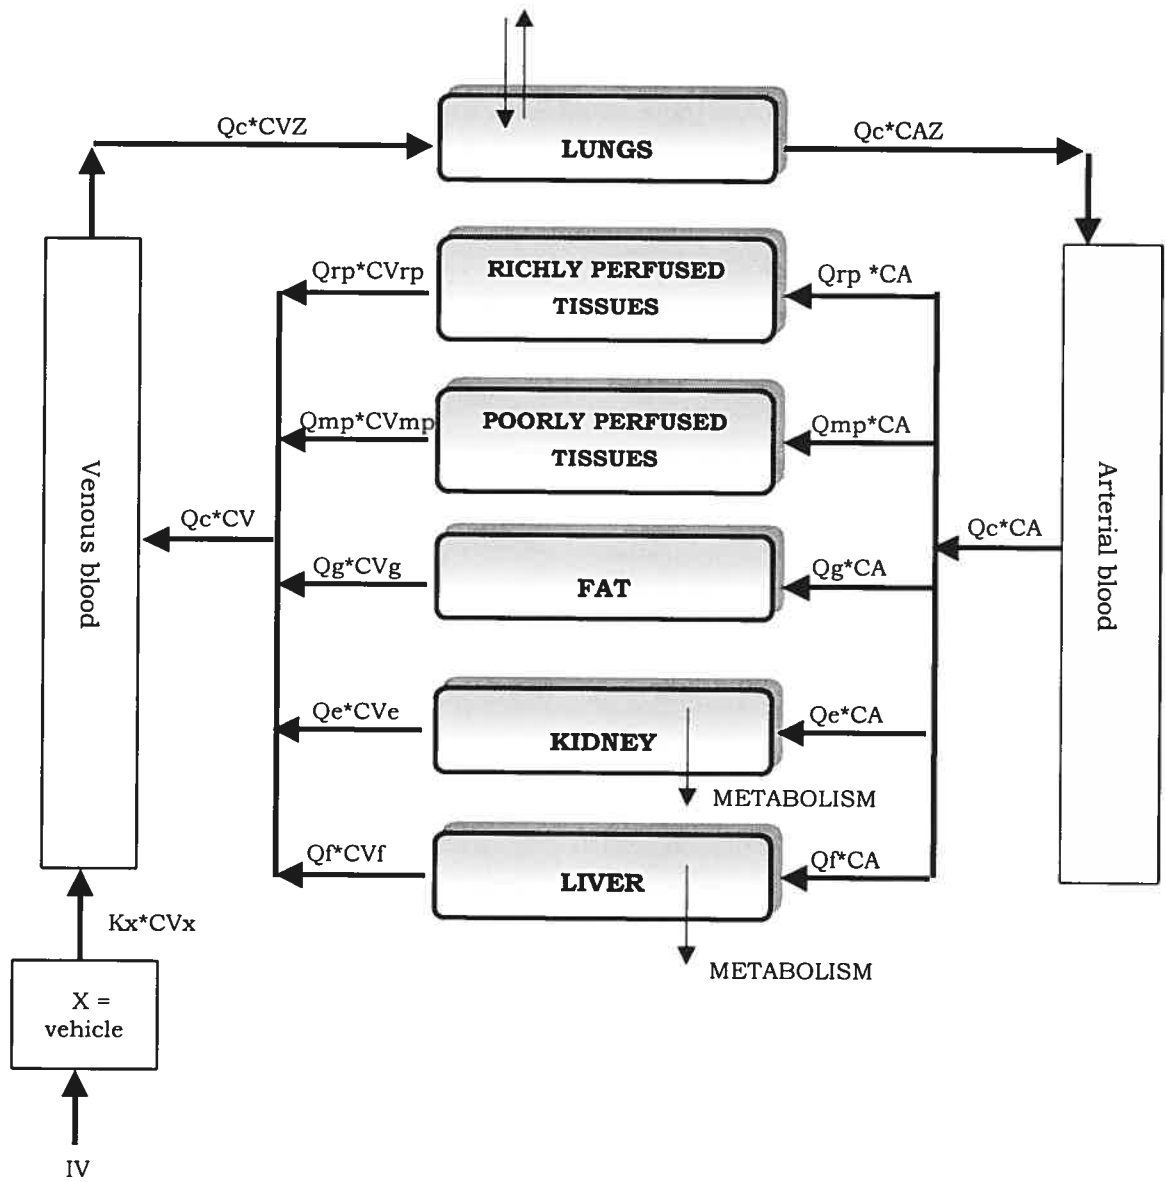 Qc*CVZ
LUNGS
Qc*CAZ
Qrp*CVrp
RICHLY PERFUSED
TISSUES
Qrp *CA
Qmp*CVmp
POORLY PERFUSED
TISSUES
Qmp*CA
Venous blood
Qc*CV
Qg*CVg
FAT
Qg*CA
Qc*CA
Arterial blood
Qe*CVe
KIDNEY
Qe*CA
METABOLISM
Qf*CVf
LIVER
Qf*CA
METABOLISM
Kx*CVx
X =
vehicle
IV